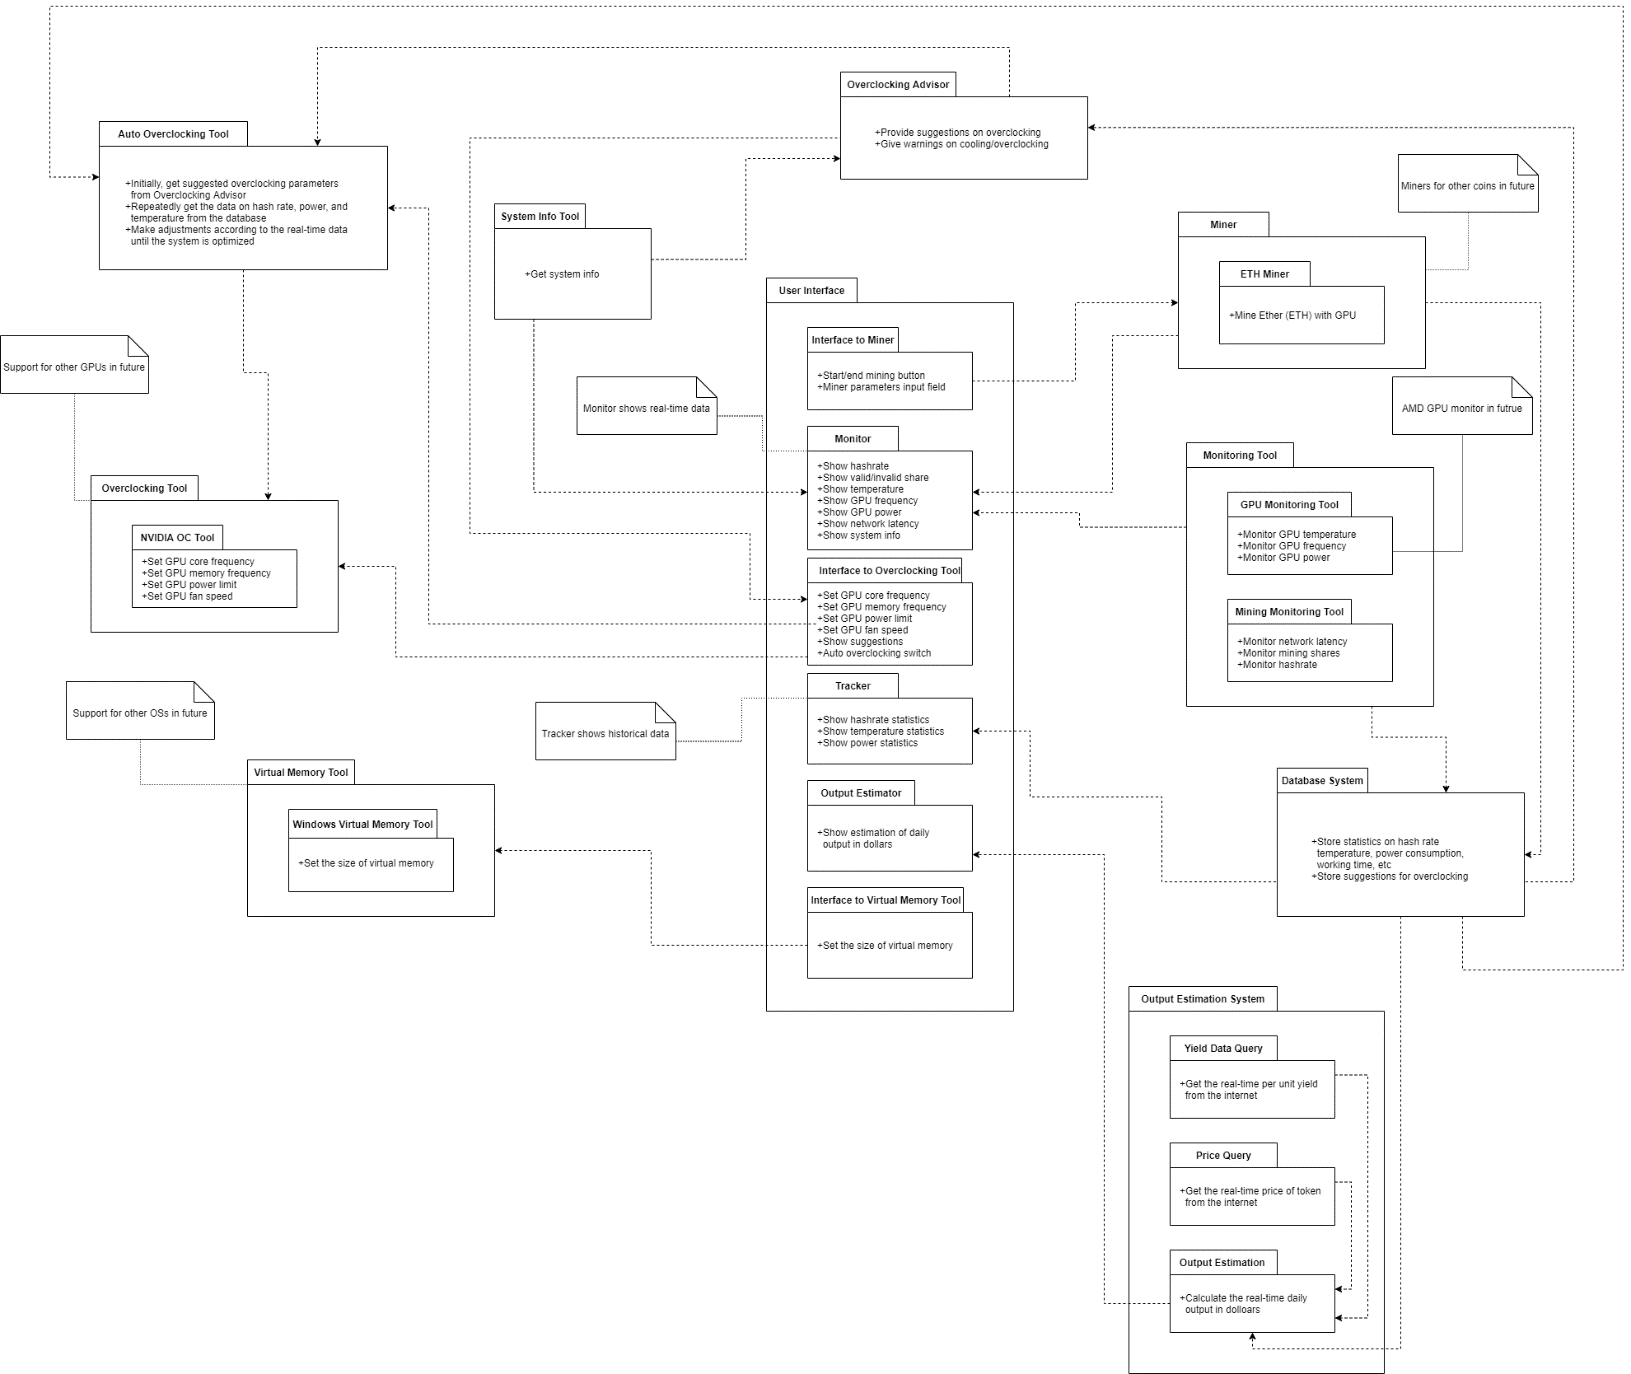 Overclocking Advisor
+Provide suggestions on overclocking
+Give warnings on cooling/overclocking
Auto Overclocking Tool
+Initially, get suggested overclocking parameters
from Overclocking Advisor
+Repeatedly get the data on hash rate, power, and
temperature from the database
+Make adjustments according to the real-time data
until the system is optimized
Miners for other coins in future
System Info Tool
+Get system info
Miner
ETH Miner
+Mine Ether (ETH) with GPU
User Interface
Interface to Miner
+Start/end mining button
+Miner parameters input field
Support for other GPUs in future
Monitor shows real-time data
AMD GPU monitor in futrue
Monitor
+Show hashrate
+Show valid/invalid share
+Show temperature
+Show GPU frequency
+Show GPU power
+Show network latency
+Show system info
Monitoring Tool
GPU Monitoring Tool
+Monitor GPU temperature
+Monitor GPU frequency
+Monitor GPU power
Mining Monitoring Tool
+Monitor network latency
+Monitor mining shares
+Monitor hashrate
Overclocking Tool
NVIDIA OC Tool
+Set GPU core frequency
+Set GPU memory frequency
+Set GPU power limit
+Set GPU fan speed
Interface to Overclocking Tool
+Set GPU core frequency
+Set GPU memory frequency
+Set GPU power limit
+Set GPU fan speed
+Show suggestions
+Auto overclocking switch
Support for other OSs in future
Tracker shows historical data
Tracker
+Show hashrate statistics
+Show temperature statistics
+Show power statistics
Virtual Memory Tool
Windows Virtual Memory Tool
+Set the size of virtual memory
Output Estimator
+Show estimation of daily
output in dollars
Database System
+Store statistics on hash rate
temperature, power consumption,
working time, etc
+Store suggestions for overclocking
Interface to Virtual Memory Tool
+Set the size of virtual memory
Output Estimation System
Yield Data Query
+Get the real-time per unit yield
from the internet
Price Query
+Get the real-time price of token
from the internet
Output Estimation
+Calculate the real-time daily
output in dolloars